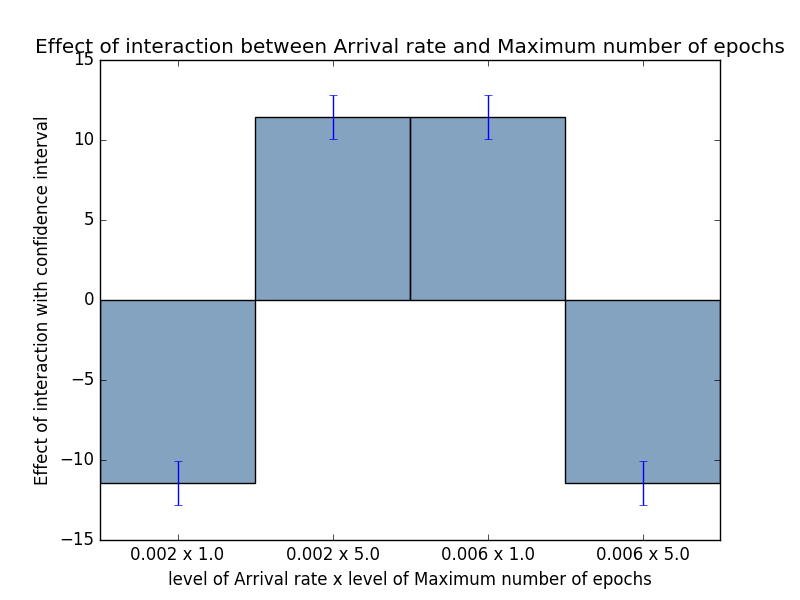 Effect of interaction between Arrival rate and Maximum number of epochs
15
10
5
0
−5
−10
−15
Effect of interaction with confidence interval
0.002 x 1.0 0.002 x 5.0 0.006 x 1.0 0.006 x 5.0
level of Arrival rate x level of Maximum number of epochs